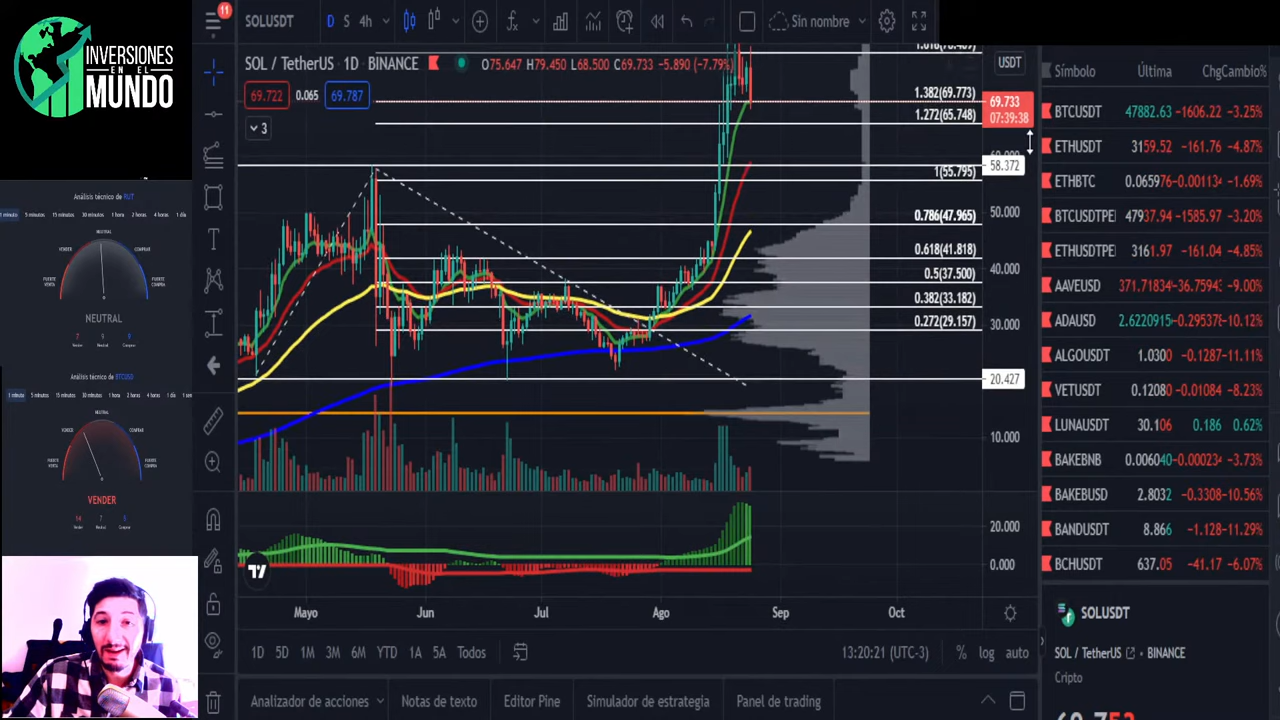 INVERSIONES
EN EL
MUNDO
11
SOLUSDT
D
S
4h
Sin nombre
SOL / TetherUS · 1D · BINANCE
O75.647 H79.450 L68.500 C69.733 -5.890 (-7.79%)
69.722
0.065
69.787
3
USDT
1.382(69.773)
1.272(65.748)
1(55.795)
0.786(47.965)
0.618(41.818)
0.5(37.500)
0.382(33.182)
0.272(29.157)
69.733
07:39:38
58.372
50.000
40.000
30.000
20.427
10.000
20.000
0.000
Mayo
Jun
Jul
Ago
Sep
Oct
1D
5D
1M
3M
6M
YTD
1A
5A
Todos
13:20:21 (UTC-3)
%
log
auto
Analizador de acciones
Notas de texto
Editor Pine
Simulador de estrategia
Panel de trading
Símbolo Última Chg Cambio%
BTCUSDT 47882.63 -1606.22 -3.25%
ETHUSDT 3159.52 -161.76 -4.87%
ETHBTC 0.065976 -0.001134 -1.69%
BTCUSDTPE 47937.94 -1585.97 -3.20%
ETHUSDTPE 3161.97 -161.04 -4.85%
AAVEUSD 371.71834 -36.7594 -9.00%
ADAUSD 2.6220915 -0.29537 -10.12%
ALGOUSDT 1.0300 -0.1287 -11.11%
VETUSDT 0.12080 -0.01084 -8.23%
LUNAUSDT 30.106 0.186 0.62%
BAKEBNB 0.006040 -0.000234 -3.73%
BAKEBUSD 2.8032 -0.3308 -10.56%
BANDUSDT 8.866 -1.128 -11.29%
BCHUSDT 637.05 -41.17 -6.07%
SOLUSDT
SOL / TetherUS
BINANCE
Cripto
Análisis técnico de RUT
1 minuto 5 minutos 15 minutos 30 minutos 1 hora 2 horas 4 horas 1 día
NEUTRAL
VENDER
COMPRAR
FUERTE VENTA
FUERTE COMPRA
NEUTRAL
Análisis técnico de BTCUSD
1 minuto 5 minutos 15 minutos 30 minutos 1 hora 2 horas 4 horas 1 día
NEUTRAL
VENDER
COMPRAR
FUERTE VENTA
FUERTE COMPRA
VENDER